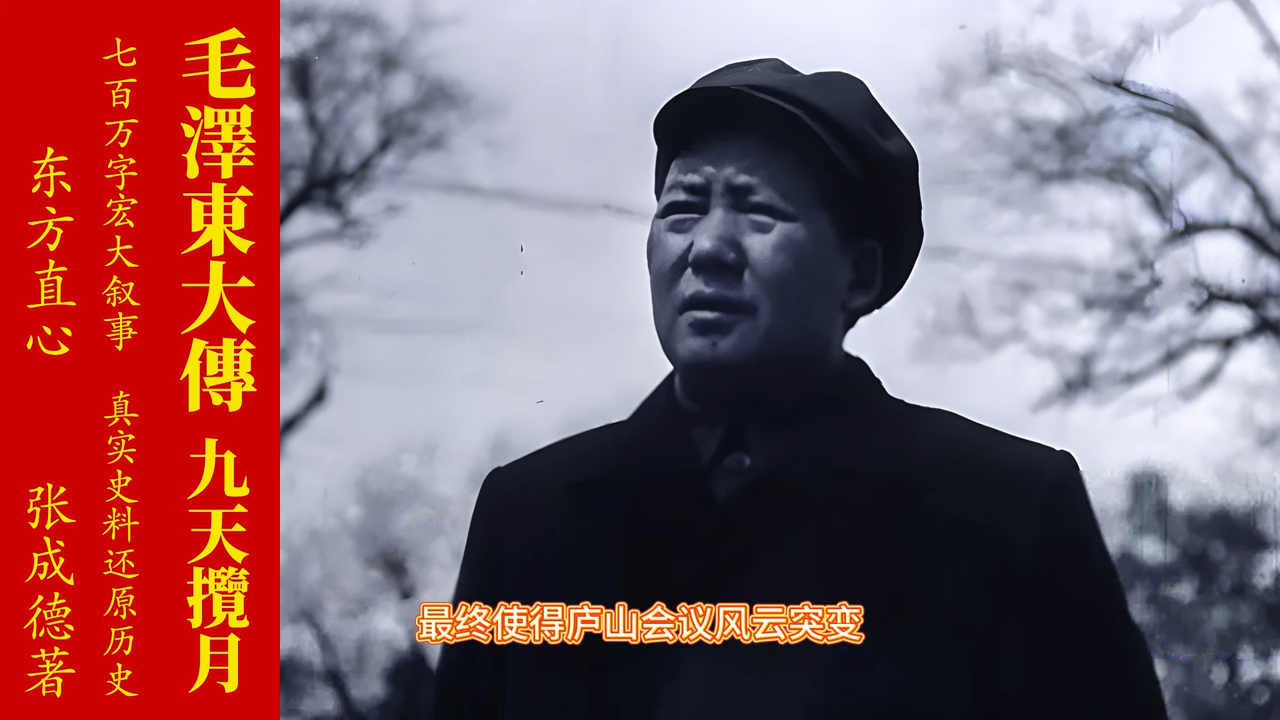 毛澤東大傳 九天攬月
七百万字宏大叙事 真实史料还原历史
东方直心 张成德著
最终使得庐山会议风云突变